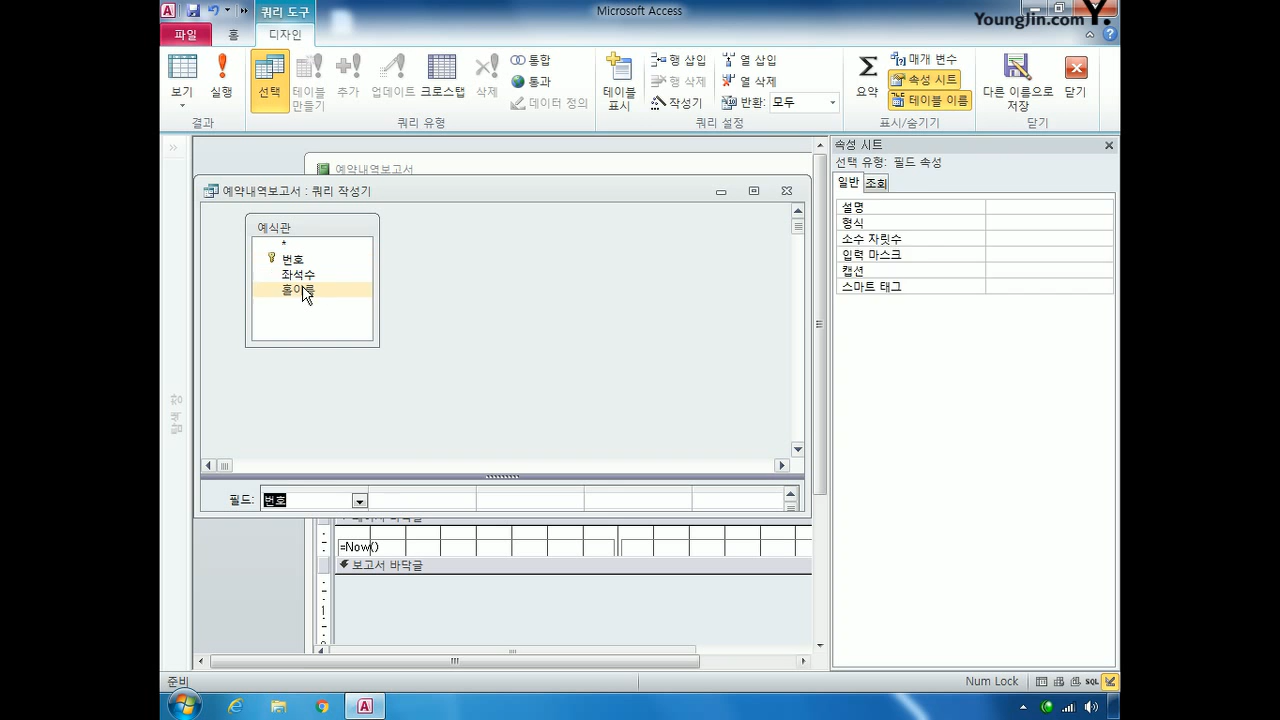 쿼리 도구
Microsoft Access
YoungJin.com Y.
파일
홈
디자인
보기
실행
선택
테이블 만들기
추가
업데이트
크로스탭
삭제
통합
통과
데이터 정의
테이블 표시
행 삽입
행 삭제
작성기
열 삽입
열 삭제
반환: 모두
요약
매개 변수
속성 시트
테이블 이름
다른 이름으로 저장
닫기
결과
쿼리 유형
쿼리 설정
표시/숨기기
닫기
탐색 창
예약내역보고서
예약내역보고서 : 쿼리 작성기
예식관
*
번호
좌석수
홀이름
필드: 번호
=Now()
보고서 바닥글
속성 시트
선택 유형: 필드 속성
일반 조회
설명
형식
소수 자릿수
입력 마스크
캡션
스마트 태그
준비
Num Lock
SQL